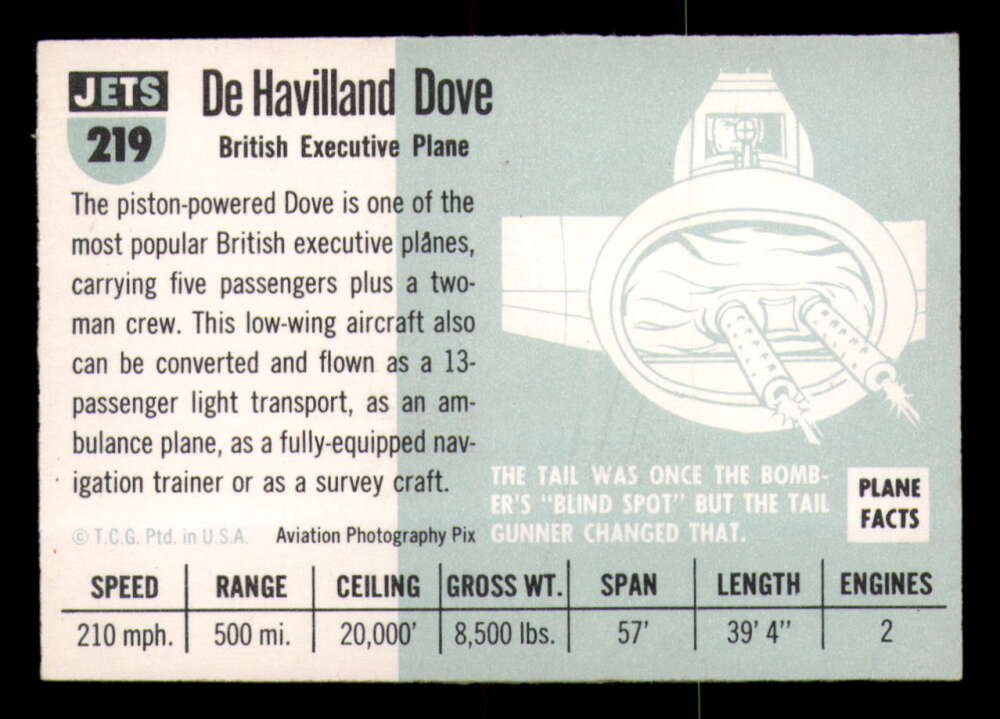 JETS
219
De Havilland Dove
British Executive Plane
The piston-powered Dove is one of the
most popular British executive planes,
carrying five passengers plus a two-
man crew. This low-wing aircraft also
can be converted and flown as a 13-
passenger light transport, as an am-
bulance plane, as a fully-equipped nav-
igation trainer or as a survey craft.
© T.C.G. Ptd. in U.S.A. Aviation Photography Pix
THE TAIL WAS ONCE THE BOMB-
ER'S "BLIND SPOT" BUT THE TAIL
GUNNER CHANGED THAT.
PLANE
FACTS
SPEED RANGE CEILING GROSS WT. SPAN LENGTH ENGINES
210 mph. 500 mi. 20,000' 8,500 lbs. 57' 39' 4" 2